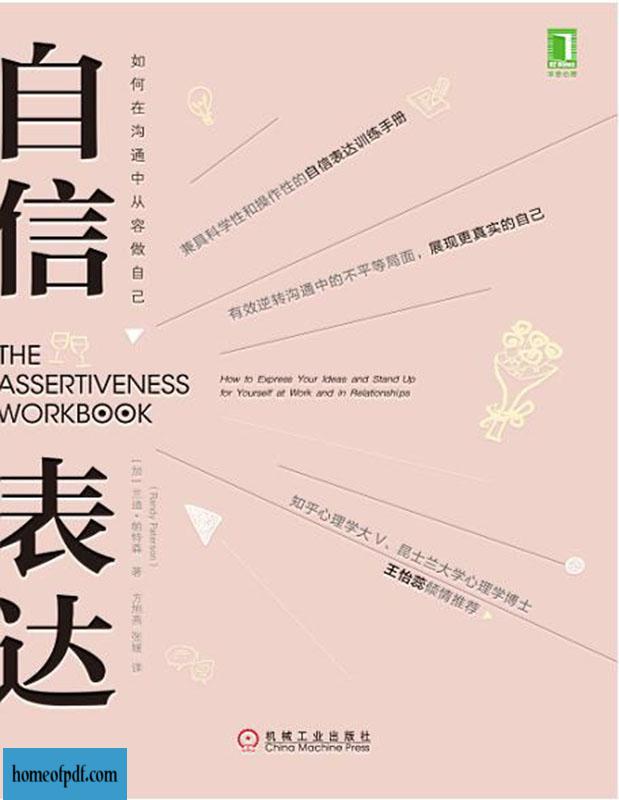 自信
表达
如何在沟通中从容做自己
THE
ASSERTIVENESS
WORKBOOK
兼具科学性和操作性的自信表达训练手册
有效逆转沟通中的不平等局面，展现更真实的自己
How to Express Your Ideas and Stand Up
for Yourself at Work and in Relationships
[加] 兰迪·帕特森 著
(Randy Paterson)
方旭燕 张媛 译
知乎心理学大V、昆士兰大学心理学博士
王怡蕊倾情推荐
机械工业出版社
China Machine Press
homeofpdf.com